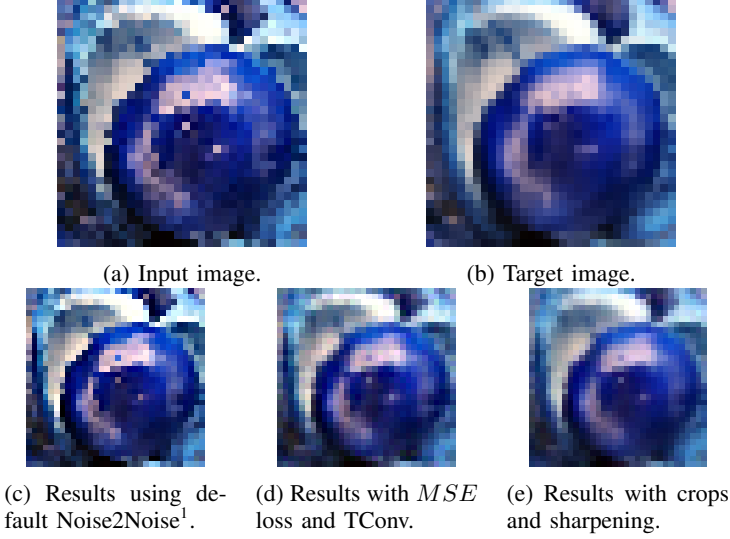 (a) Input image.
(b) Target image.
(c) Results using de-
fault Noise2Noise¹.
(d) Results with MSE
loss and TConv.
(e) Results with crops
and sharpening.